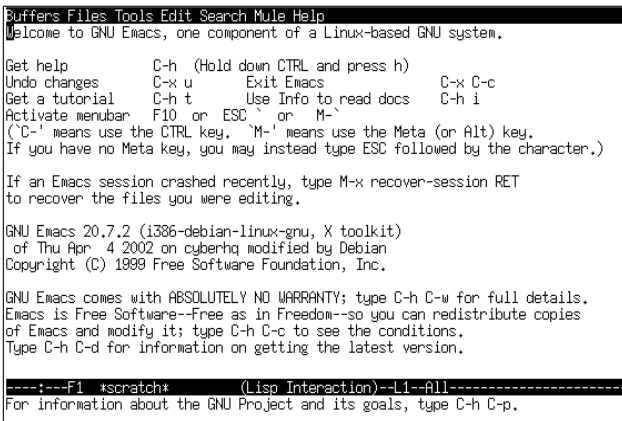 Buffers Files Tools Edit Search Mule Help
Welcome to GNU Emacs, one component of a Linux-based GNU system.
Get help           C-h  (Hold down CTRL and press h)
Undo changes       C-x u       Exit Emacs               C-x C-c
Get a tutorial     C-h t       Use Info to read docs    C-h i
Activate menubar   F10  or  ESC `  or   M-`
(`C-' means use the CTRL key.  `M-' means use the Meta (or Alt) key.
If you have no Meta key, you may instead type ESC followed by the character.)
If an Emacs session crashed recently, type M-x recover-session RET
to recover the files you were editing.
GNU Emacs 20.7.2 (i386-debian-linux-gnu, X toolkit)
 of Thu Apr  4 2002 on cyberhq modified by Debian
Copyright (C) 1999 Free Software Foundation, Inc.
GNU Emacs comes with ABSOLUTELY NO WARRANTY; type C-h C-w for full details.
Emacs is Free Software--Free as in Freedom--so you can redistribute copies
of Emacs and modify it; type C-h C-c to see the conditions.
Type C-h C-d for information on getting the latest version.
----:---F1  *scratch*         (Lisp Interaction)--L1--All-----------------------
For information about the GNU Project and its goals, type C-h C-p.